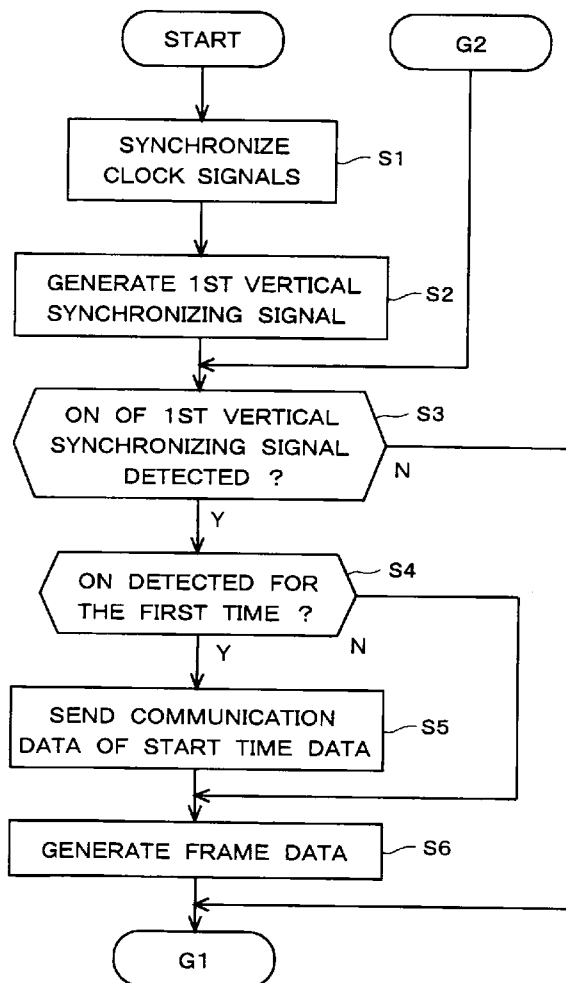 START
G2
SYNCHRONIZE
CLOCK SIGNALS
S1
GENERATE 1ST VERTICAL
SYNCHRONIZING SIGNAL
S2
ON OF 1ST VERTICAL
SYNCHRONIZING SIGNAL
DETECTED ?
S3
N
Y
ON DETECTED FOR
THE FIRST TIME ?
S4
N
Y
SEND COMMUNICATION
DATA OF START TIME DATA
S5
GENERATE FRAME DATA
S6
G1